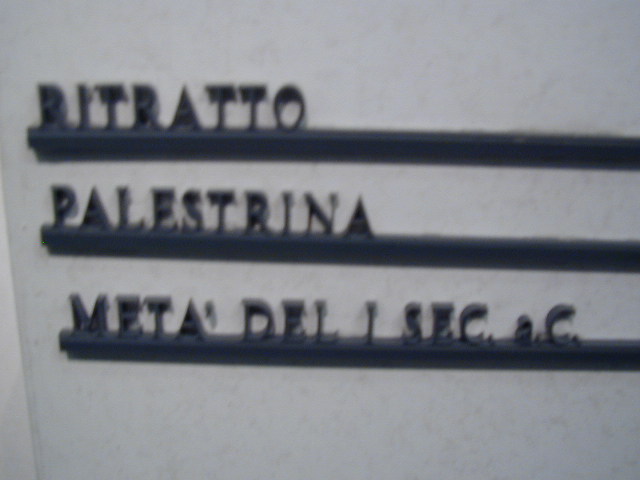 RITRATTO
PALESTRINA
META' DEL I SEC. a.C.